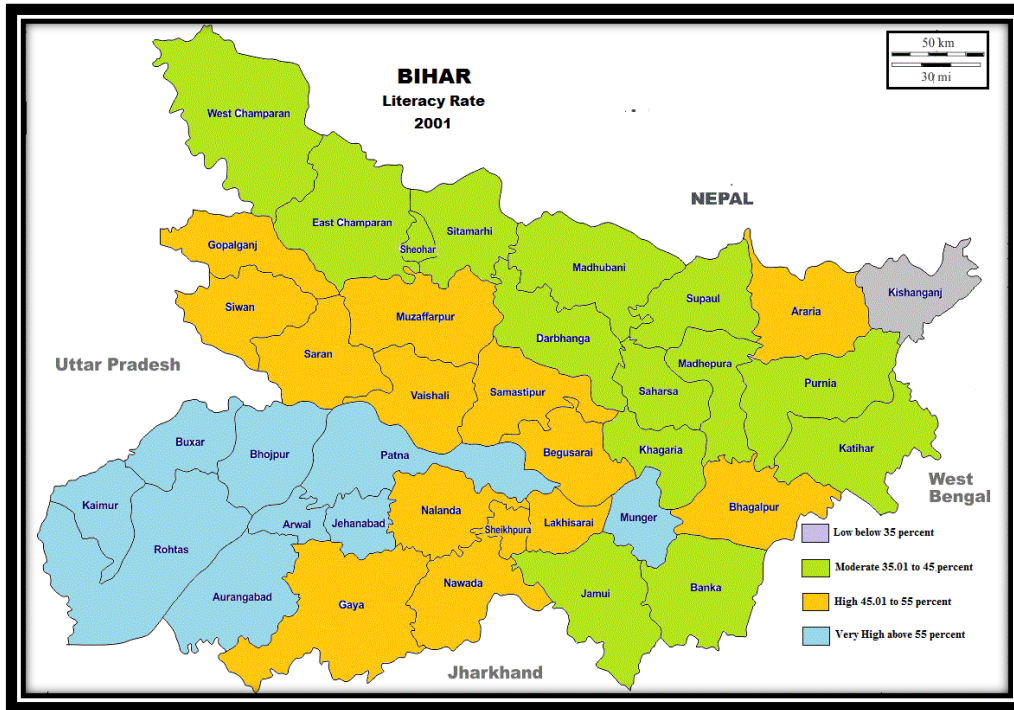 50 km
30 mi
BIHAR
Literacy Rate
2001
West Champaran
NEPAL
East Champaran
Sitamarhi
Sheohar
Gopalganj
Madhubani
Kishanganj
Supaul
Siwan
Araria
Muzaffarpur
Darbhanga
Saran
Uttar Pradesh
Madhepura
Purnia
Vaishali
Samastipur
Saharsa
Buxar
Bhojpur
Patna
Begusarai
Khagaria
Katihar
West
Bengal
Kaimur
Nalanda
Bhagalpur
Arwal
Jehanabad
Sheikhpura
Lakhisarai
Munger
Low below 35 percent
Rohtas
Moderate 35.01 to 45 percent
Aurangabad
Gaya
Nawada
Jamui
Banka
High 45.01 to 55 percent
Very High above 55 percent
Jharkhand